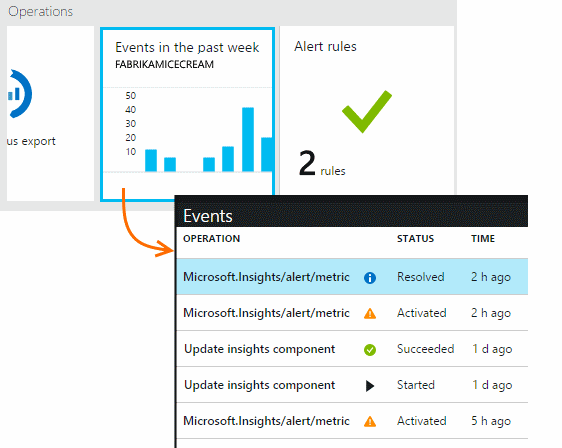 Operations
us export
Events in the past week
FABRIKAMICECREAM
50
40
30
20
10
Alert rules
2 rules
Events
OPERATION STATUS TIME
Microsoft.Insights/alert/metric Resolved 2 h ago
Microsoft.Insights/alert/metric Activated 2 h ago
Update insights component Succeeded 1 d ago
Update insights component Started 1 d ago
Microsoft.Insights/alert/metric Activated 5 h ago